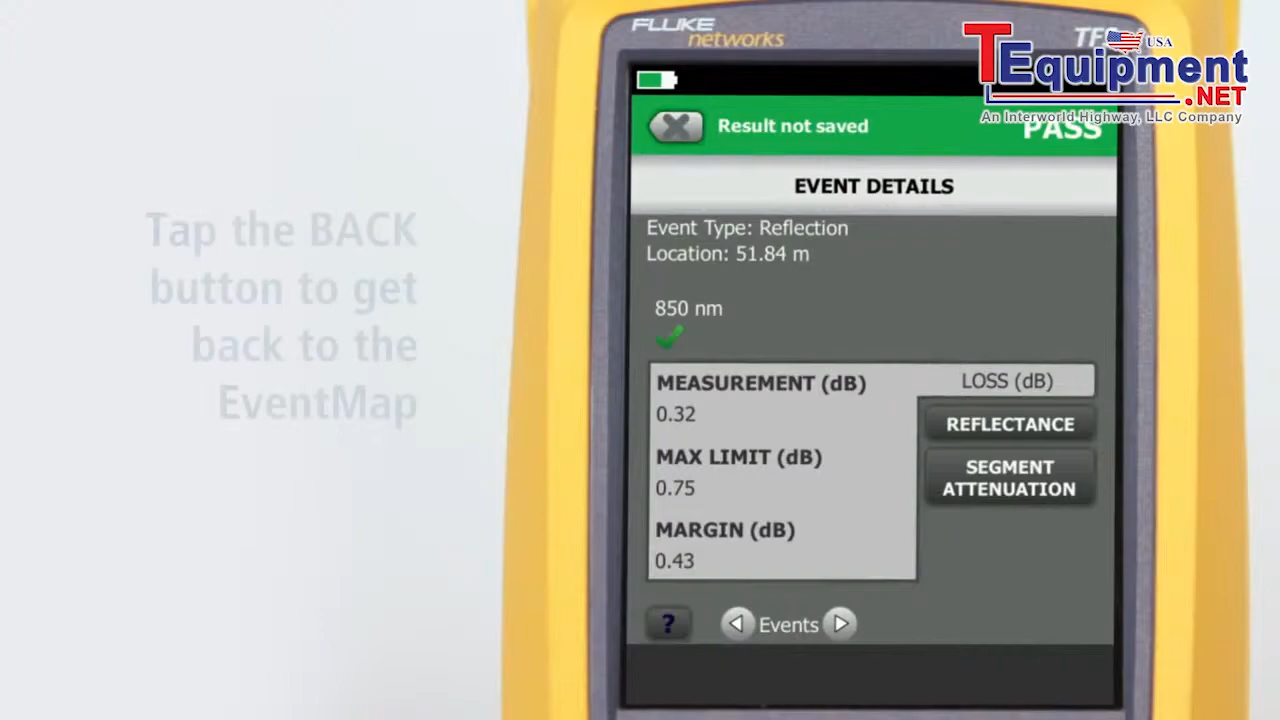 FLUKE
networks
TEquipment
USA
.NET
An Interworld Highway, LLC Company
Result not saved
PASS
EVENT DETAILS
Event Type: Reflection
Location: 51.84 m
850 nm
MEASUREMENT (dB)
0.32
MAX LIMIT (dB)
0.75
MARGIN (dB)
0.43
LOSS (dB)
REFLECTANCE
SEGMENT
ATTENUATION
?
Events
Tap the BACK
button to get
back to the
EventMap